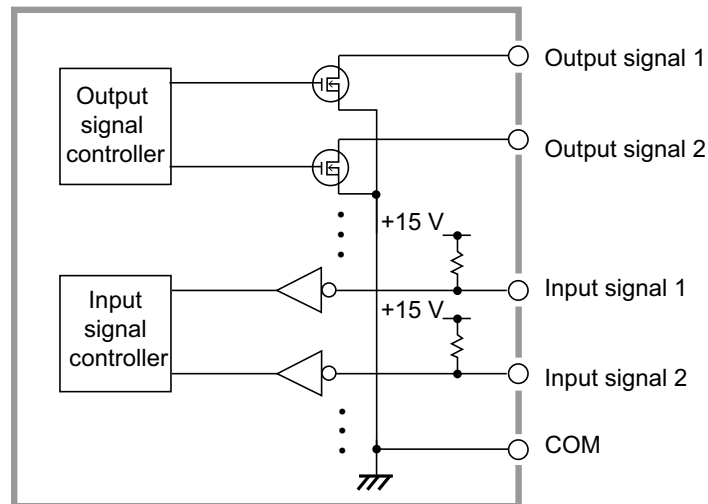 Output signal 1
Output
signal
controller
Output signal 2
+15 V
Input signal 1
Input
signal
controller
+15 V
Input signal 2
COM